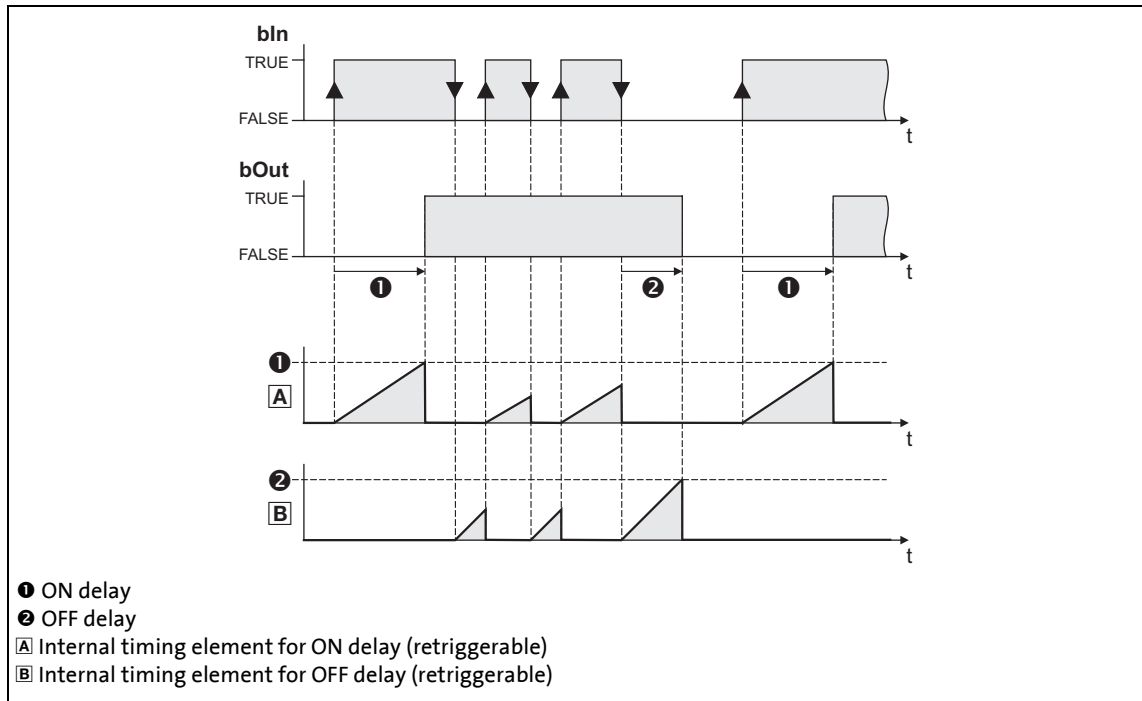 bIn
TRUE
FALSE
t
bOut
TRUE
FALSE
t
❶
❷
❶
❶
A
t
❷
B
t
❶ ON delay
❷ OFF delay
A Internal timing element for ON delay (retriggerable)
B Internal timing element for OFF delay (retriggerable)